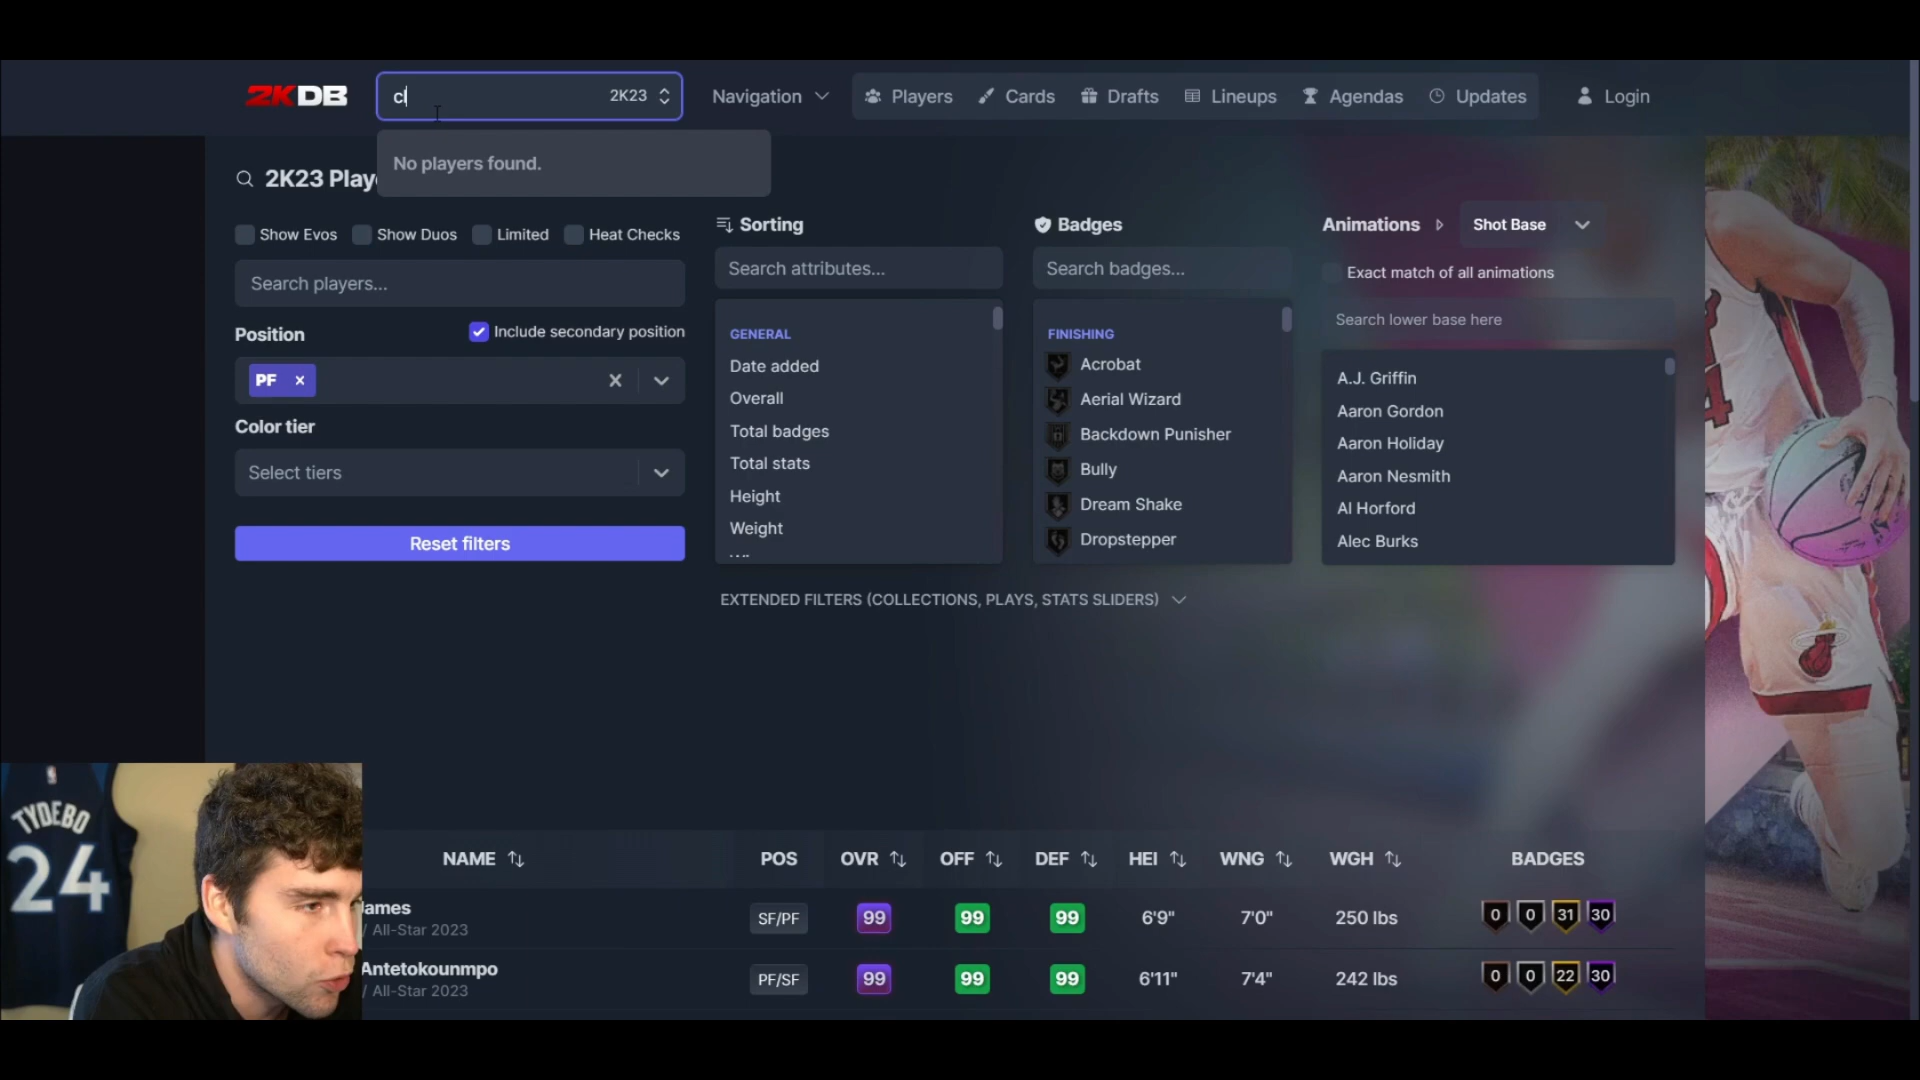 2KDB
cl
2K23
Navigation
Players
Cards
Drafts
Lineups
Agendas
Updates
Login
No players found.
2K23 Play
Show Evos
Show Duos
Limited
Heat Checks
Search players...
Position
Include secondary position
PF
Color tier
Select tiers
Reset filters
Sorting
Search attributes...
GENERAL
Date added
Overall
Total badges
Total stats
Height
Weight
Badges
Search badges...
FINISHING
Acrobat
Aerial Wizard
Backdown Punisher
Bully
Dream Shake
Dropstepper
Animations
Shot Base
Exact match of all animations
Search lower base here
A.J. Griffin
Aaron Gordon
Aaron Holiday
Aaron Nesmith
Al Horford
Alec Burks
EXTENDED FILTERS (COLLECTIONS, PLAYS, STATS SLIDERS)
NAME POS OVR OFF DEF HEI WNG WGH BADGES
ames
/ All-Star 2023
SF/PF 99 99 99 6'9" 7'0" 250 lbs 0 0 31 30
Antetokounmpo
/ All-Star 2023
PF/SF 99 99 99 6'11" 7'4" 242 lbs 0 0 22 30
TYDEBO
24